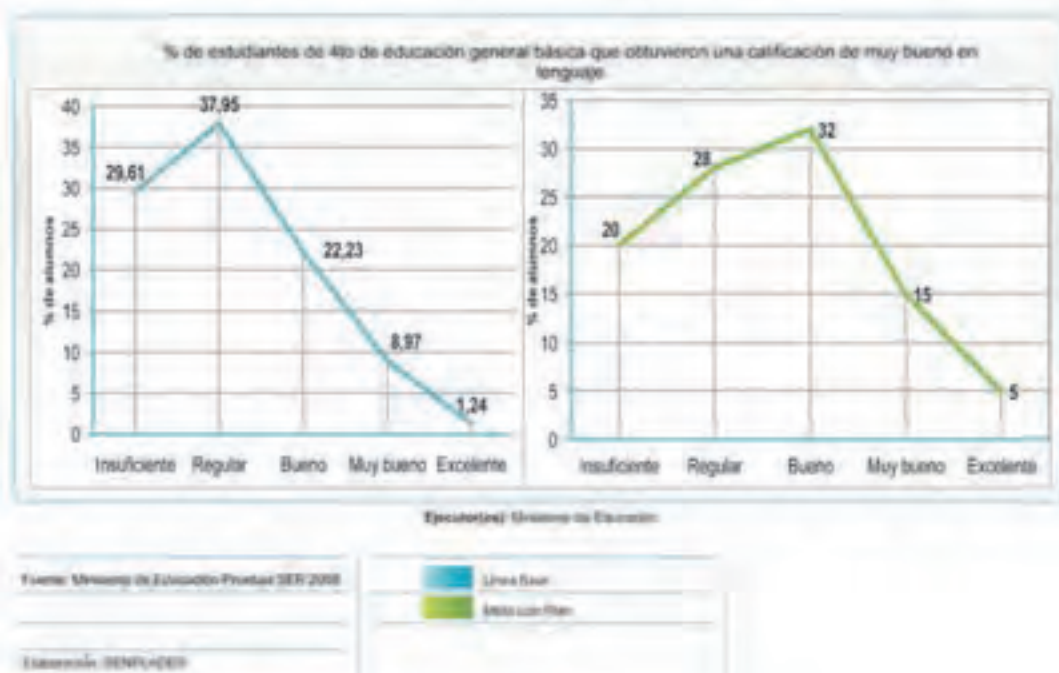 % de estudiantes de 4to de educación general básica que obtuvieron una calificación de muy bueno en
lenguaje
% de alumnos
40
35
30
25
20
15
10
5
0
29,61
37,95
22,23
8,97
1,24
Insuficiente Regular Bueno Muy bueno Excelente
% de alumnos
35
30
25
20
15
10
5
0
20
28
32
15
5
Insuficiente Regular Bueno Muy bueno Excelente
Ejecutor(es): Ministerio de Educación
Fuente: Ministerio de Educación Pruebas SER 2008
Línea Base
Meta con Plan
Elaboración: SENPLADES